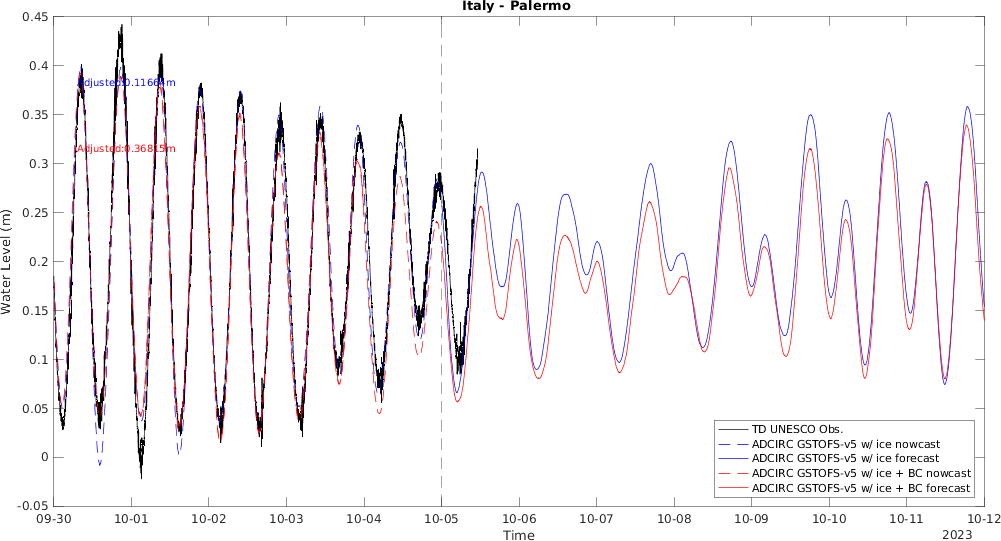 Italy - Palermo
0.45
0.4
0.35
0.3
0.25
0.2
0.15
0.1
0.05
0
-0.05
Water Level (m)
Adjusted:0.1166 m
Adjusted:0.368 5m
TD UNESCO Obs.
ADCIRC GSTOFS-v5 w/ ice nowcast
ADCIRC GSTOFS-v5 w/ ice forecast
ADCIRC GSTOFS-v5 w/ ice + BC nowcast
ADCIRC GSTOFS-v5 w/ ice + BC forecast
09-30 10-01 10-02 10-03 10-04 10-05 10-06 10-07 10-08 10-09 10-10 10-11 10-12
Time
2023